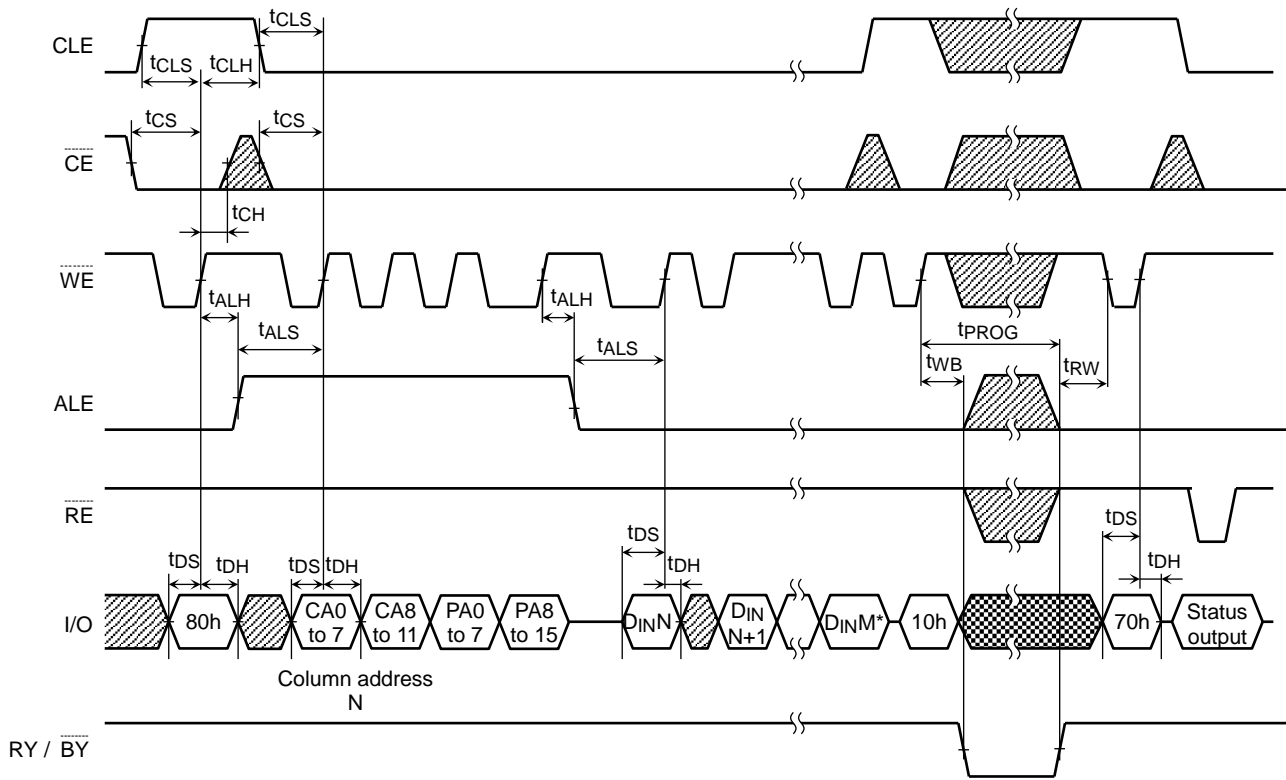 tCLS
CLE
tCLS
tCLH
tCS
tCS
CE
tCH
WE
tALH
tALH
tALS
tPROG
tALS
tWB
tRW
ALE
RE
tDS
tDS
tDH
tDS
tDH
tDS
tDH
tDH
I/O
80h
CA0
to 7
CA8
to 11
PA0
to 7
PA8
to 15
DINN
DIN
N+1
DINM*
10h
70h
Status
output
Column address
N
RY / BY